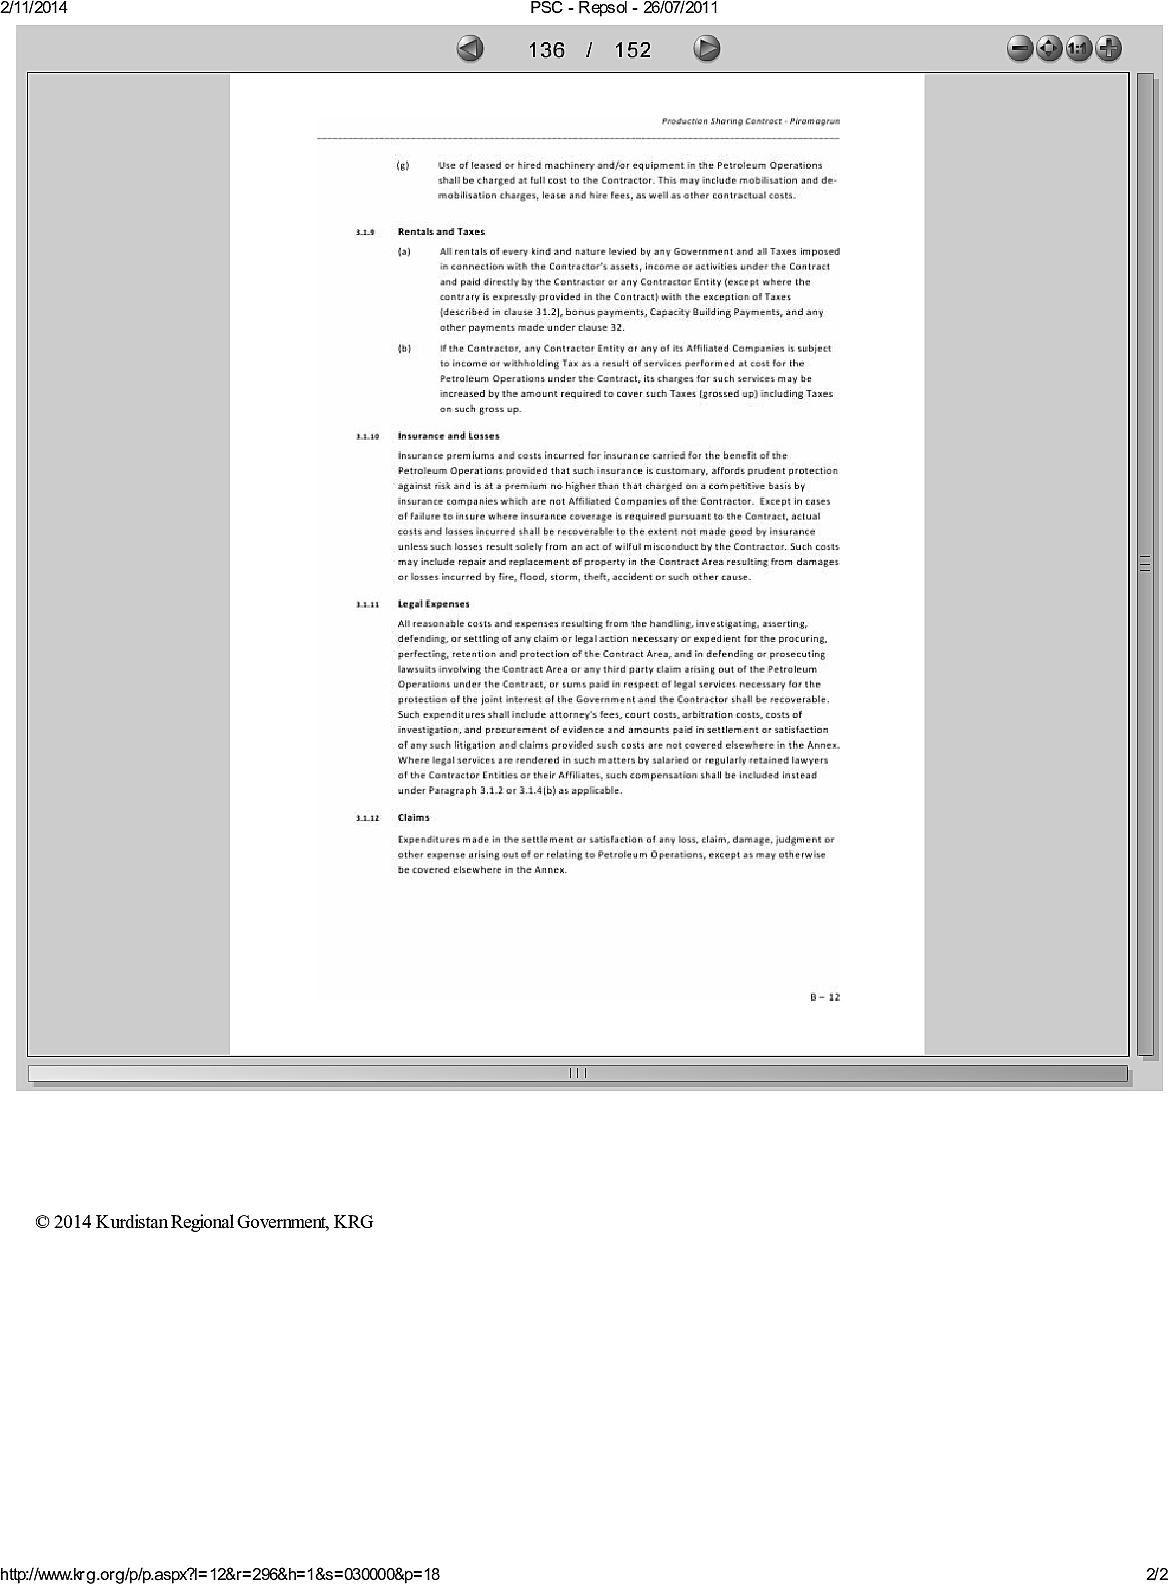 2/11/2014 PSC - Repsol - 26/07/2011
136 / 152
1:1
Production Sharing Contract - Piramagrun
(g) Use of leased or hired machinery and/or equipment in the Petroleum Operations
shall be charged at full cost to the Contractor. This may include mobilisation and de-
mobilisation charges, lease and hire fees, as well as other contractual costs.
3.1.9 Rentals and Taxes
(a) All rentals of every kind and nature levied by any Government and all Taxes imposed
in connection with the Contractor's assets, income or activities under the Contract
and paid directly by the Contractor or any Contractor Entity (except where the
contrary is expressly provided in the Contract) with the exception of Taxes
(described in clause 31.2), bonus payments, Capacity Building Payments, and any
other payments made under clause 32.
(b) If the Contractor, any Contractor Entity or any of its Affiliated Companies is subject
to income or withholding Tax as a result of services performed at cost for the
Petroleum Operations under the Contract, its charges for such services may be
increased by the amount required to cover such Taxes (grossed up) including Taxes
on such gross up.
3.1.10 Insurance and Losses
Insurance premiums and costs incurred for insurance carried for the benefit of the
Petroleum Operations provided that such insurance is customary, affords prudent protection
against risk and is at a premium no higher than that charged on a competitive basis by
insurance companies which are not Affiliated Companies of the Contractor. Except in cases
of failure to insure where insurance coverage is required pursuant to the Contract, actual
costs and losses incurred shall be recoverable to the extent not made good by insurance
unless such losses result solely from an act of wilful misconduct by the Contractor. Such costs
may include repair and replacement of property in the Contract Area resulting from damages
or losses incurred by fire, flood, storm, theft, accident or such other cause.
3.1.11 Legal Expenses
All reasonable costs and expenses resulting from the handling, investigating, asserting,
defending, or settling of any claim or legal action necessary or expedient for the procuring,
perfecting, retention and protection of the Contract Area, and in defending or prosecuting
lawsuits involving the Contract Area or any third party claim arising out of the Petroleum
Operations under the Contract, or sums paid in respect of legal services necessary for the
protection of the joint interest of the Government and the Contractor shall be recoverable.
Such expenditures shall include attorney's fees, court costs, arbitration costs, costs of
investigation, and procurement of evidence and amounts paid in settlement or satisfaction
of any such litigation and claims provided such costs are not covered elsewhere in the Annex.
Where legal services are rendered in such matters by salaried or regularly retained lawyers
of the Contractor Entities or their Affiliates, such compensation shall be included instead
under Paragraph 3.1.2 or 3.1.4(b) as applicable.
3.1.12 Claims
Expenditures made in the settlement or satisfaction of any loss, claim, damage, judgment or
other expense arising out of or relating to Petroleum Operations, except as may otherwise
be covered elsewhere in the Annex.
B – 12
© 2014 Kurdistan Regional Government, KRG
http://www.krg.org/p/p.aspx?l=12&r=296&h=1&s=030000&p=18 2/2